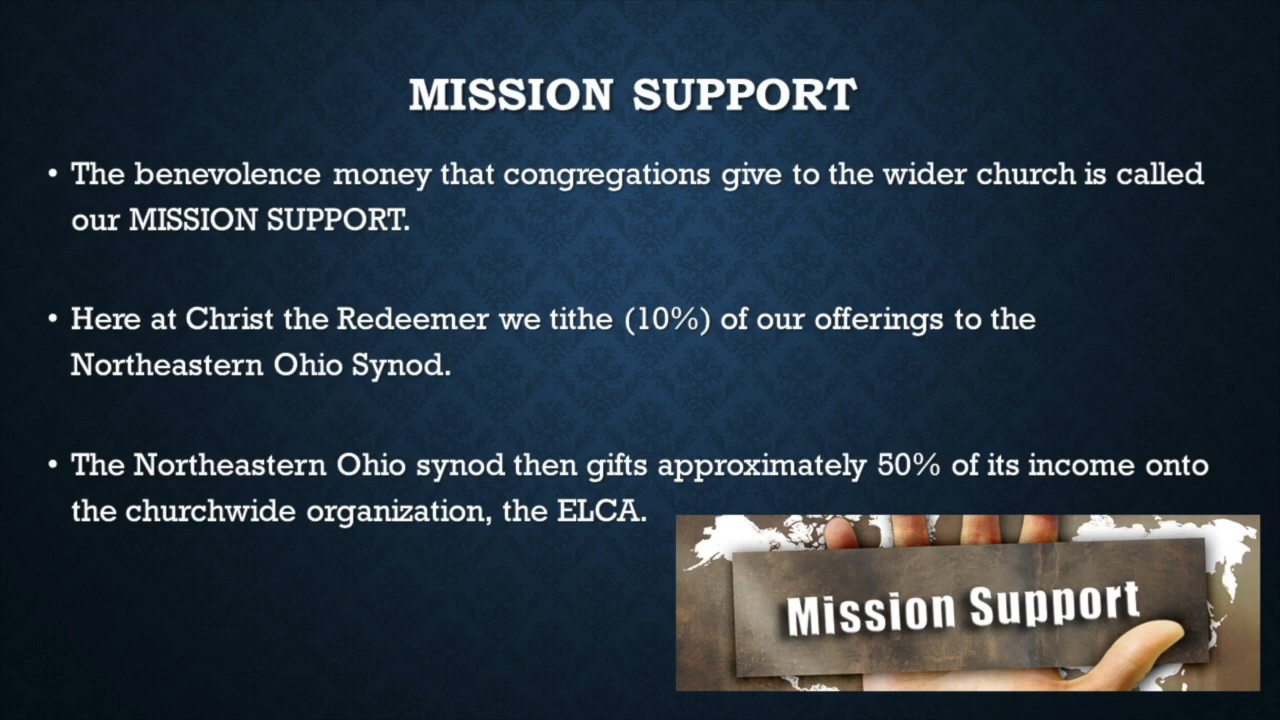 MISSION SUPPORT
• The benevolence money that congregations give to the wider church is called
our MISSION SUPPORT.
• Here at Christ the Redeemer we tithe (10%) of our offerings to the
Northeastern Ohio Synod.
• The Northeastern Ohio synod then gifts approximately 50% of its income onto
the churchwide organization, the ELCA.
Mission Support